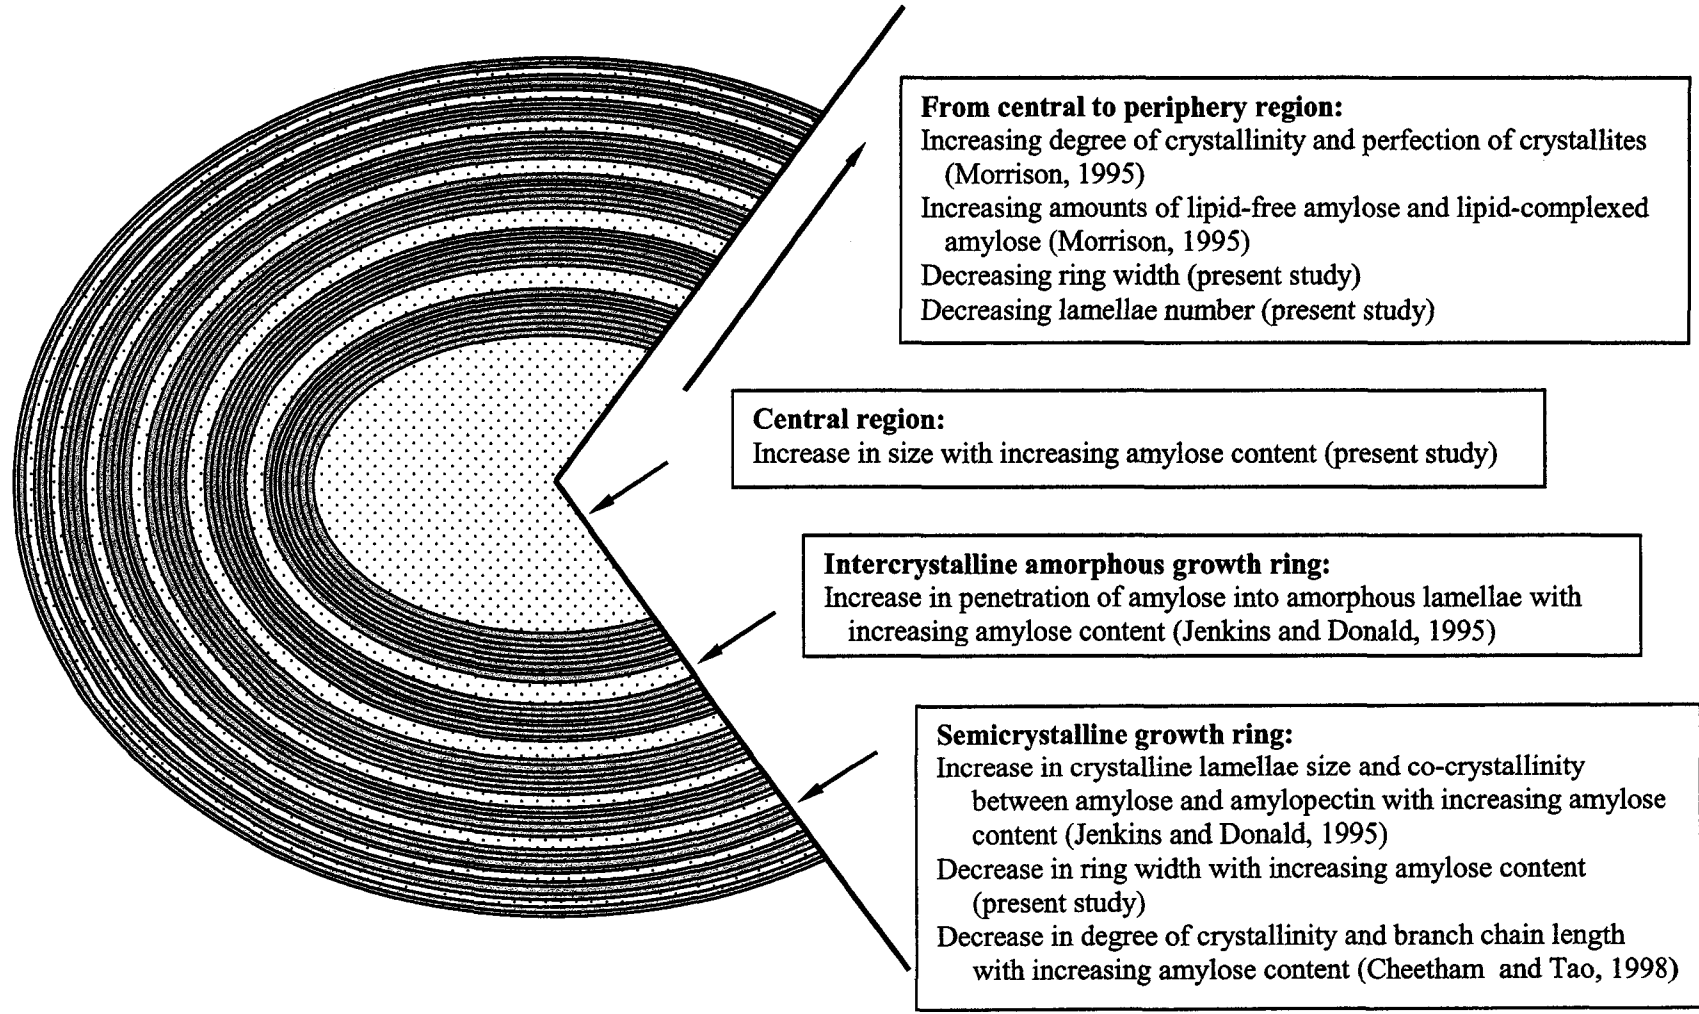 From central to periphery region:
Increasing degree of crystallinity and perfection of crystallites
(Morrison, 1995)
Increasing amounts of lipid-free amylose and lipid-complexed
amylose (Morrison, 1995)
Decreasing ring width (present study)
Decreasing lamellae number (present study)
Central region:
Increase in size with increasing amylose content (present study)
Intercrystalline amorphous growth ring:
Increase in penetration of amylose into amorphous lamellae with
increasing amylose content (Jenkins and Donald, 1995)
Semicrystalline growth ring:
Increase in crystalline lamellae size and co-crystallinity
between amylose and amylopectin with increasing amylose
content (Jenkins and Donald, 1995)
Decrease in ring width with increasing amylose content
(present study)
Decrease in degree of crystallinity and branch chain length
with increasing amylose content (Cheetham and Tao, 1998)